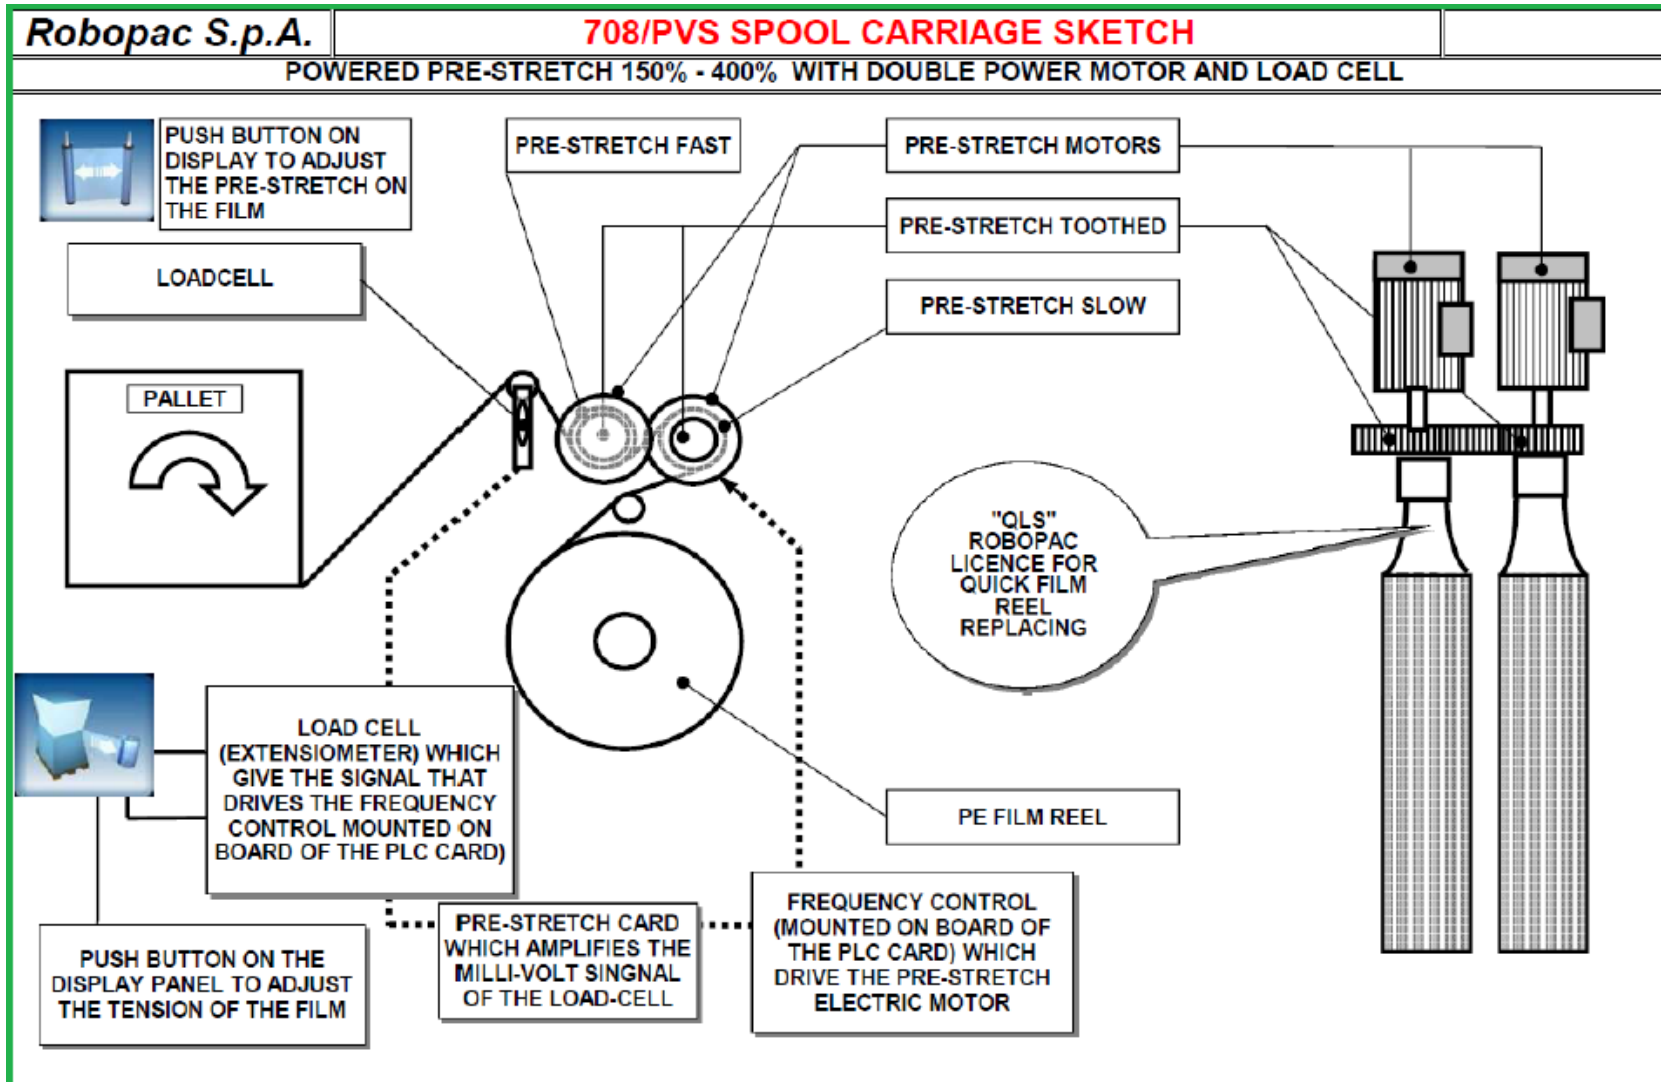 Robopac S.p.A.
708/PVS SPOOL CARRIAGE SKETCH
POWERED PRE-STRETCH 150% - 400% WITH DOUBLE POWER MOTOR AND LOAD CELL
PUSH BUTTON ON
DISPLAY TO ADJUST
THE PRE-STRETCH ON
THE FILM
PRE-STRETCH FAST
PRE-STRETCH MOTORS
PRE-STRETCH TOOTHED
LOADCELL
PRE-STRETCH SLOW
PALLET
"QLS"
ROBOPAC
LICENCE FOR
QUICK FILM
REEL
REPLACING
LOAD CELL
(EXTENSIOMETER) WHICH
GIVE THE SIGNAL THAT
DRIVES THE FREQUENCY
CONTROL MOUNTED ON
BOARD OF THE PLC CARD)
PE FILM REEL
PUSH BUTTON ON THE
DISPLAY PANEL TO ADJUST
THE TENSION OF THE FILM
PRE-STRETCH CARD
WHICH AMPLIFIES THE
MILLI-VOLT SINGNAL
OF THE LOAD-CELL
FREQUENCY CONTROL
(MOUNTED ON BOARD OF
THE PLC CARD) WHICH
DRIVE THE PRE-STRETCH
ELECTRIC MOTOR